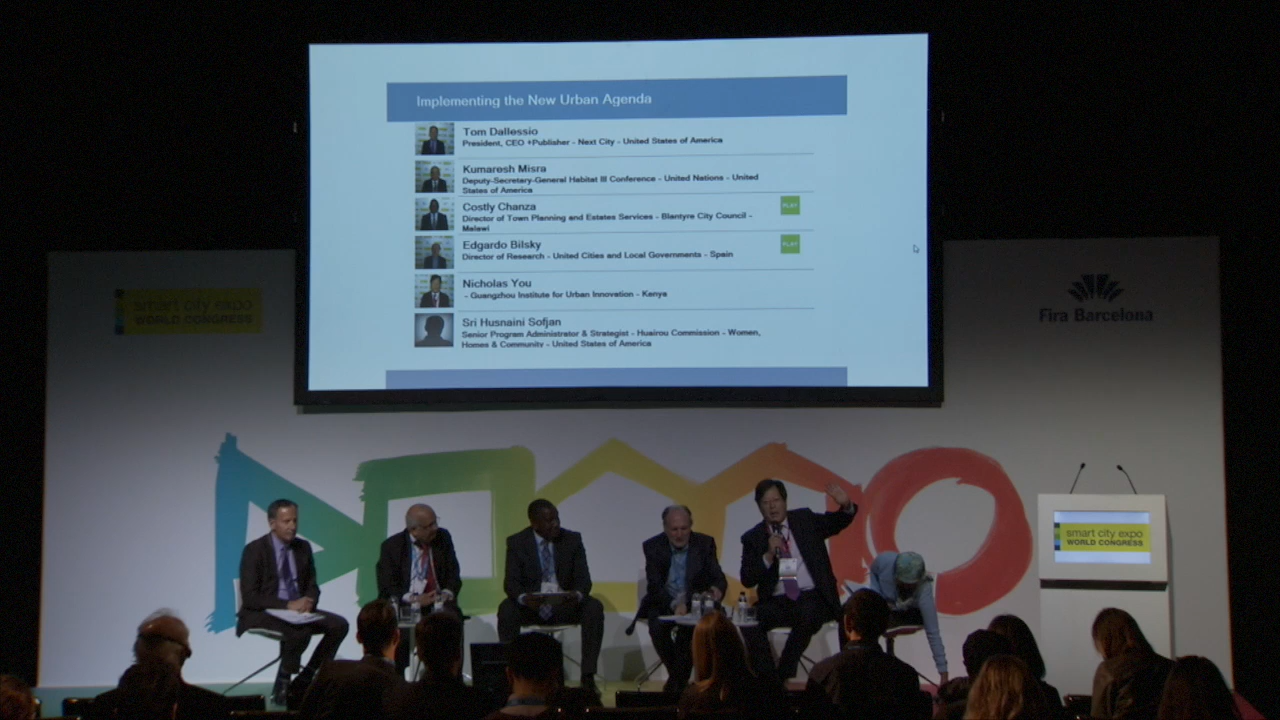 Implementing the New Urban Agenda
Tom Dallessio
President, CEO +Publisher - Next City - United States of America
Kumaresh Misra
Deputy-Secretary-General Habitat III Conference - United Nations - United
States of America
Costly Chanza
PLAY
Director of Town Planning and Estates Services - Blantyre City Council -
Malawi
Edgardo Bilsky
PLAY
Director of Research - United Cities and Local Governments - Spain
Nicholas You
- Guangzhou Institute for Urban Innovation - Kenya
Sri Husnaini Sofjan
Senior Program Administrator & Strategist - Huairou Commission - Women,
Homes & Community - United States of America
smart city expo
WORLD CONGRESS
Fira Barcelona
smart city expo
WORLD CONGRESS